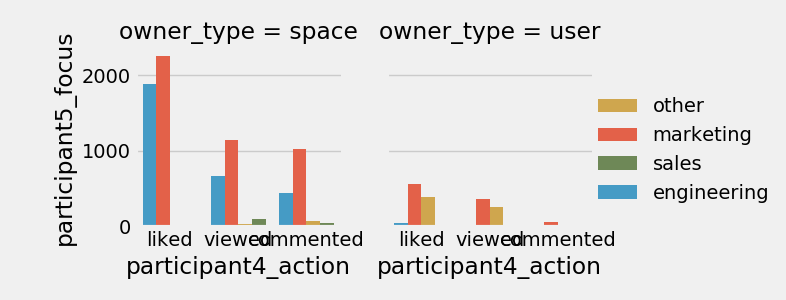 owner_type = space
owner_type = user
participant5_focus
2000
1000
0
liked
viewed
commented
liked
viewed
commented
participant4_action
participant4_action
other
marketing
sales
engineering